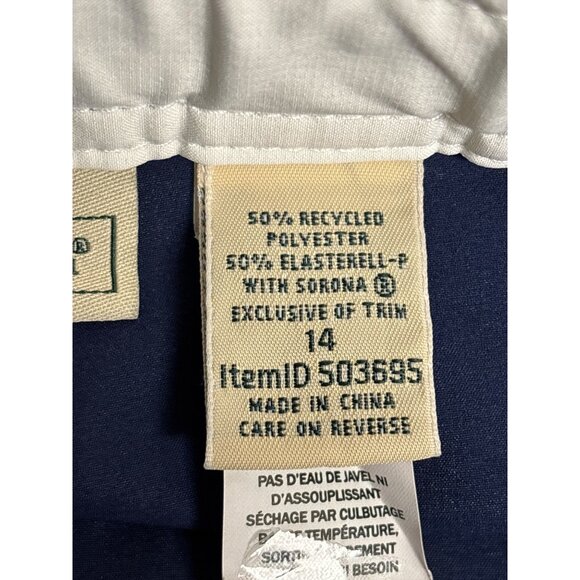 50% RECYCLED
POLYESTER
50% ELASTERELL-P
WITH SORONA ®
EXCLUSIVE OF TRIM
14
ItemID 503695
MADE IN CHINA
CARE ON REVERSE
®
PAS D'EAU DE JAVEL NI
D'ASSOUPLISSANT
SÉCHAGE PAR CULBUTAGE
TEMPÉRATURE,
BESOIN